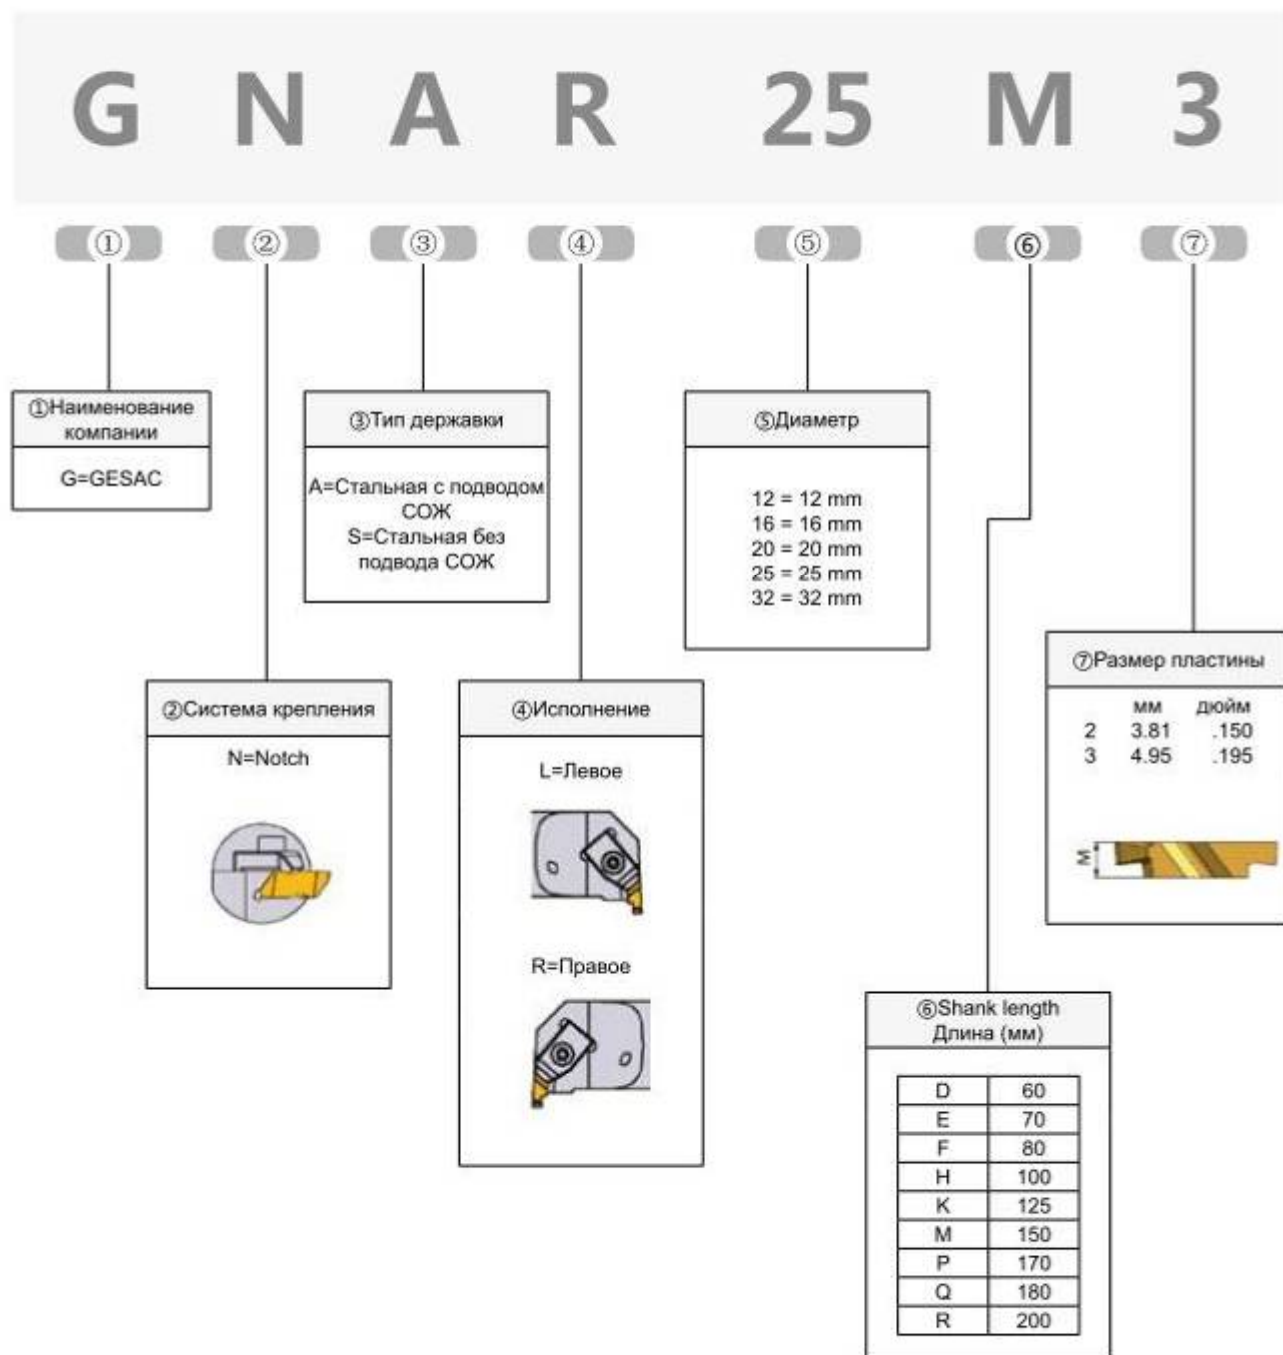 G N A R 25 M 3
① ② ③ ④ ⑤ ⑥ ⑦
①Наименование
компании
G=GESAC
③Тип державки
A=Стальная с подводом
СОЖ
S=Стальная без
подвода СОЖ
⑤Диаметр
12 = 12 mm
16 = 16 mm
20 = 20 mm
25 = 25 mm
32 = 32 mm
②Система крепления
N=Notch
④Исполнение
L=Левое
R=Правое
⑦Размер пластины
мм дюйм
2 3.81 .150
3 4.95 .195
M
⑥Shank length
Длина (мм)
D 60
E 70
F 80
H 100
K 125
M 150
P 170
Q 180
R 200